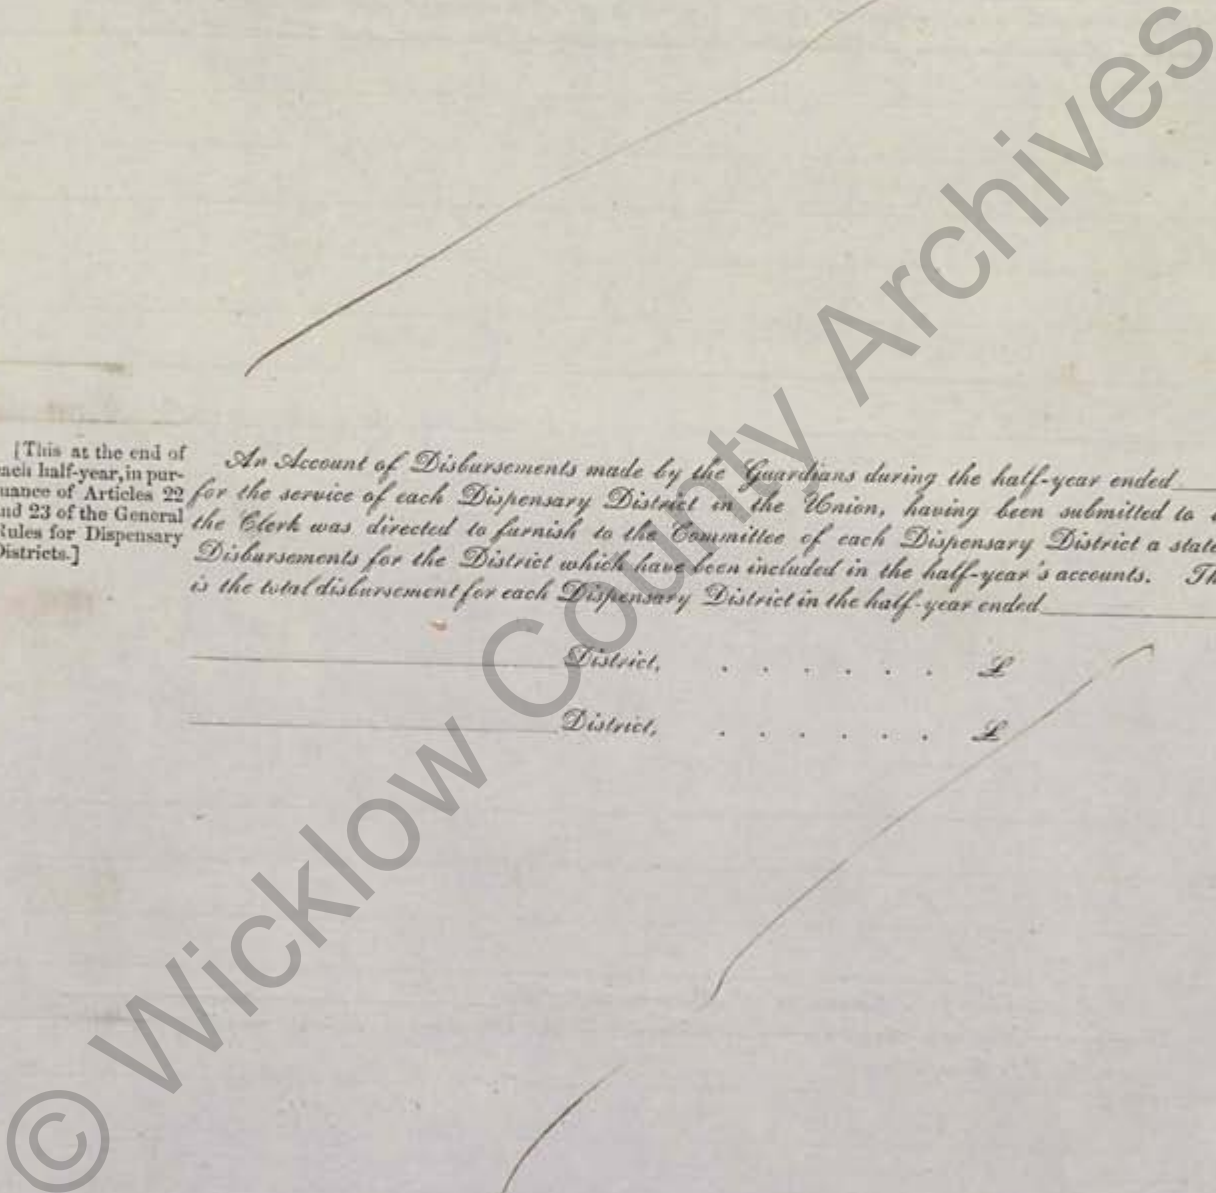 [This at the end of
each half-year, in pur-
suance of Articles 22
and 23 of the General
Rules for Dispensary
Districts.]
An Account of Disbursements made by the Guardians during the half-year ended
for the service of each Dispensary District in the Union, having been submitted to
the Clerk was directed to furnish to the Committee of each Dispensary District a state
Disbursements for the District which have been included in the half-year's accounts. Th
is the total disbursement for each Dispensary District in the half-year ended
District, . . . . . . £
District, . . . . . . £
© Wicklow County Archives